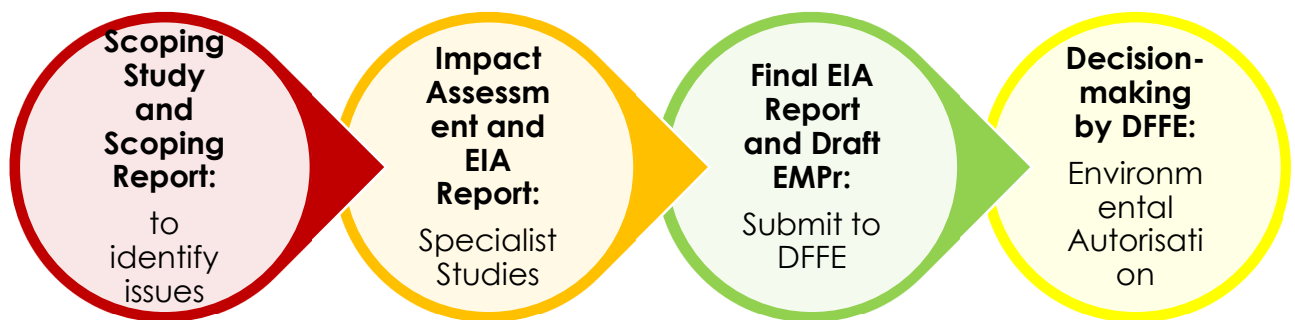 Scoping
Study
and
Scoping
Report:
to
identify
issues
Impact
Assessm
ent and
EIA
Report:
Specialist
Studies
Final EIA
Report
and Draft
EMPr:
Submit to
DFFE
Decision-
making
by DFFE:
Environm
ental
Autorisati
on